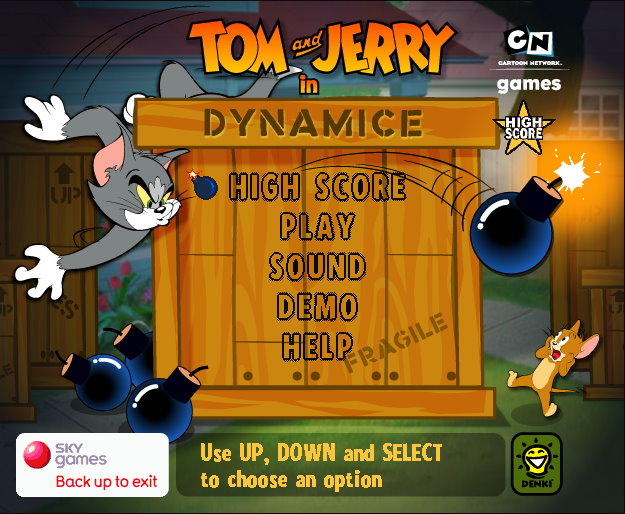 TOM and JERRY
in
DYNAMICE
CN
CARTOON NETWORK.
games
HIGH
SCORE
HIGH SCORE
PLAY
SOUND
DEMO
HELP
FRAGILE
UP
sky
games
Back up to exit
Use UP, DOWN and SELECT
to choose an option
DENKI